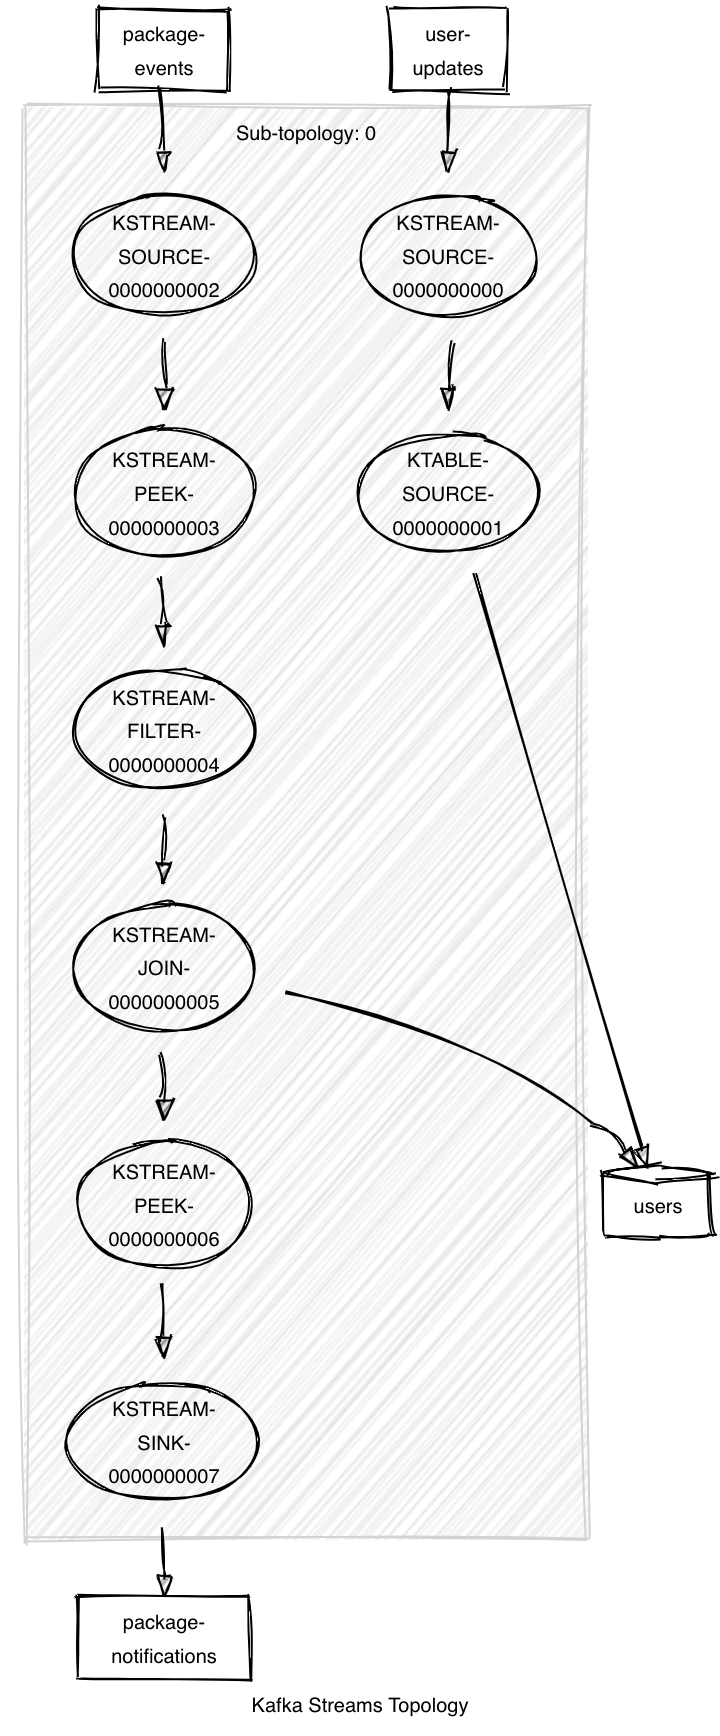 package-
events
user-
updates
Sub-topology: 0
KSTREAM-
SOURCE-
0000000002
KSTREAM-
SOURCE-
0000000000
KSTREAM-
PEEK-
0000000003
KTABLE-
SOURCE-
0000000001
KSTREAM-
FILTER-
0000000004
KSTREAM-
JOIN-
0000000005
KSTREAM-
PEEK-
0000000006
users
KSTREAM-
SINK-
0000000007
package-
notifications
Kafka Streams Topology